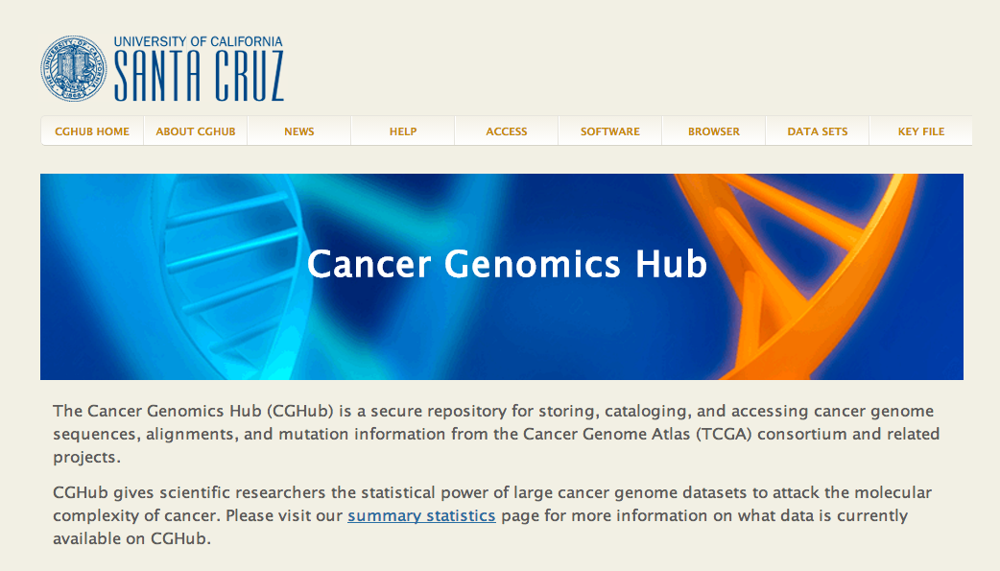 UNIVERSITY OF CALIFORNIA
SANTA CRUZ
CGHUB HOME ABOUT CGHUB NEWS HELP ACCESS SOFTWARE BROWSER DATA SETS KEY FILE
Cancer Genomics Hub
The Cancer Genomics Hub (CGHub) is a secure repository for storing, cataloging, and accessing cancer genome
sequences, alignments, and mutation information from the Cancer Genome Atlas (TCGA) consortium and related
projects.
CGHub gives scientific researchers the statistical power of large cancer genome datasets to attack the molecular
complexity of cancer. Please visit our summary statistics page for more information on what data is currently
available on CGHub.